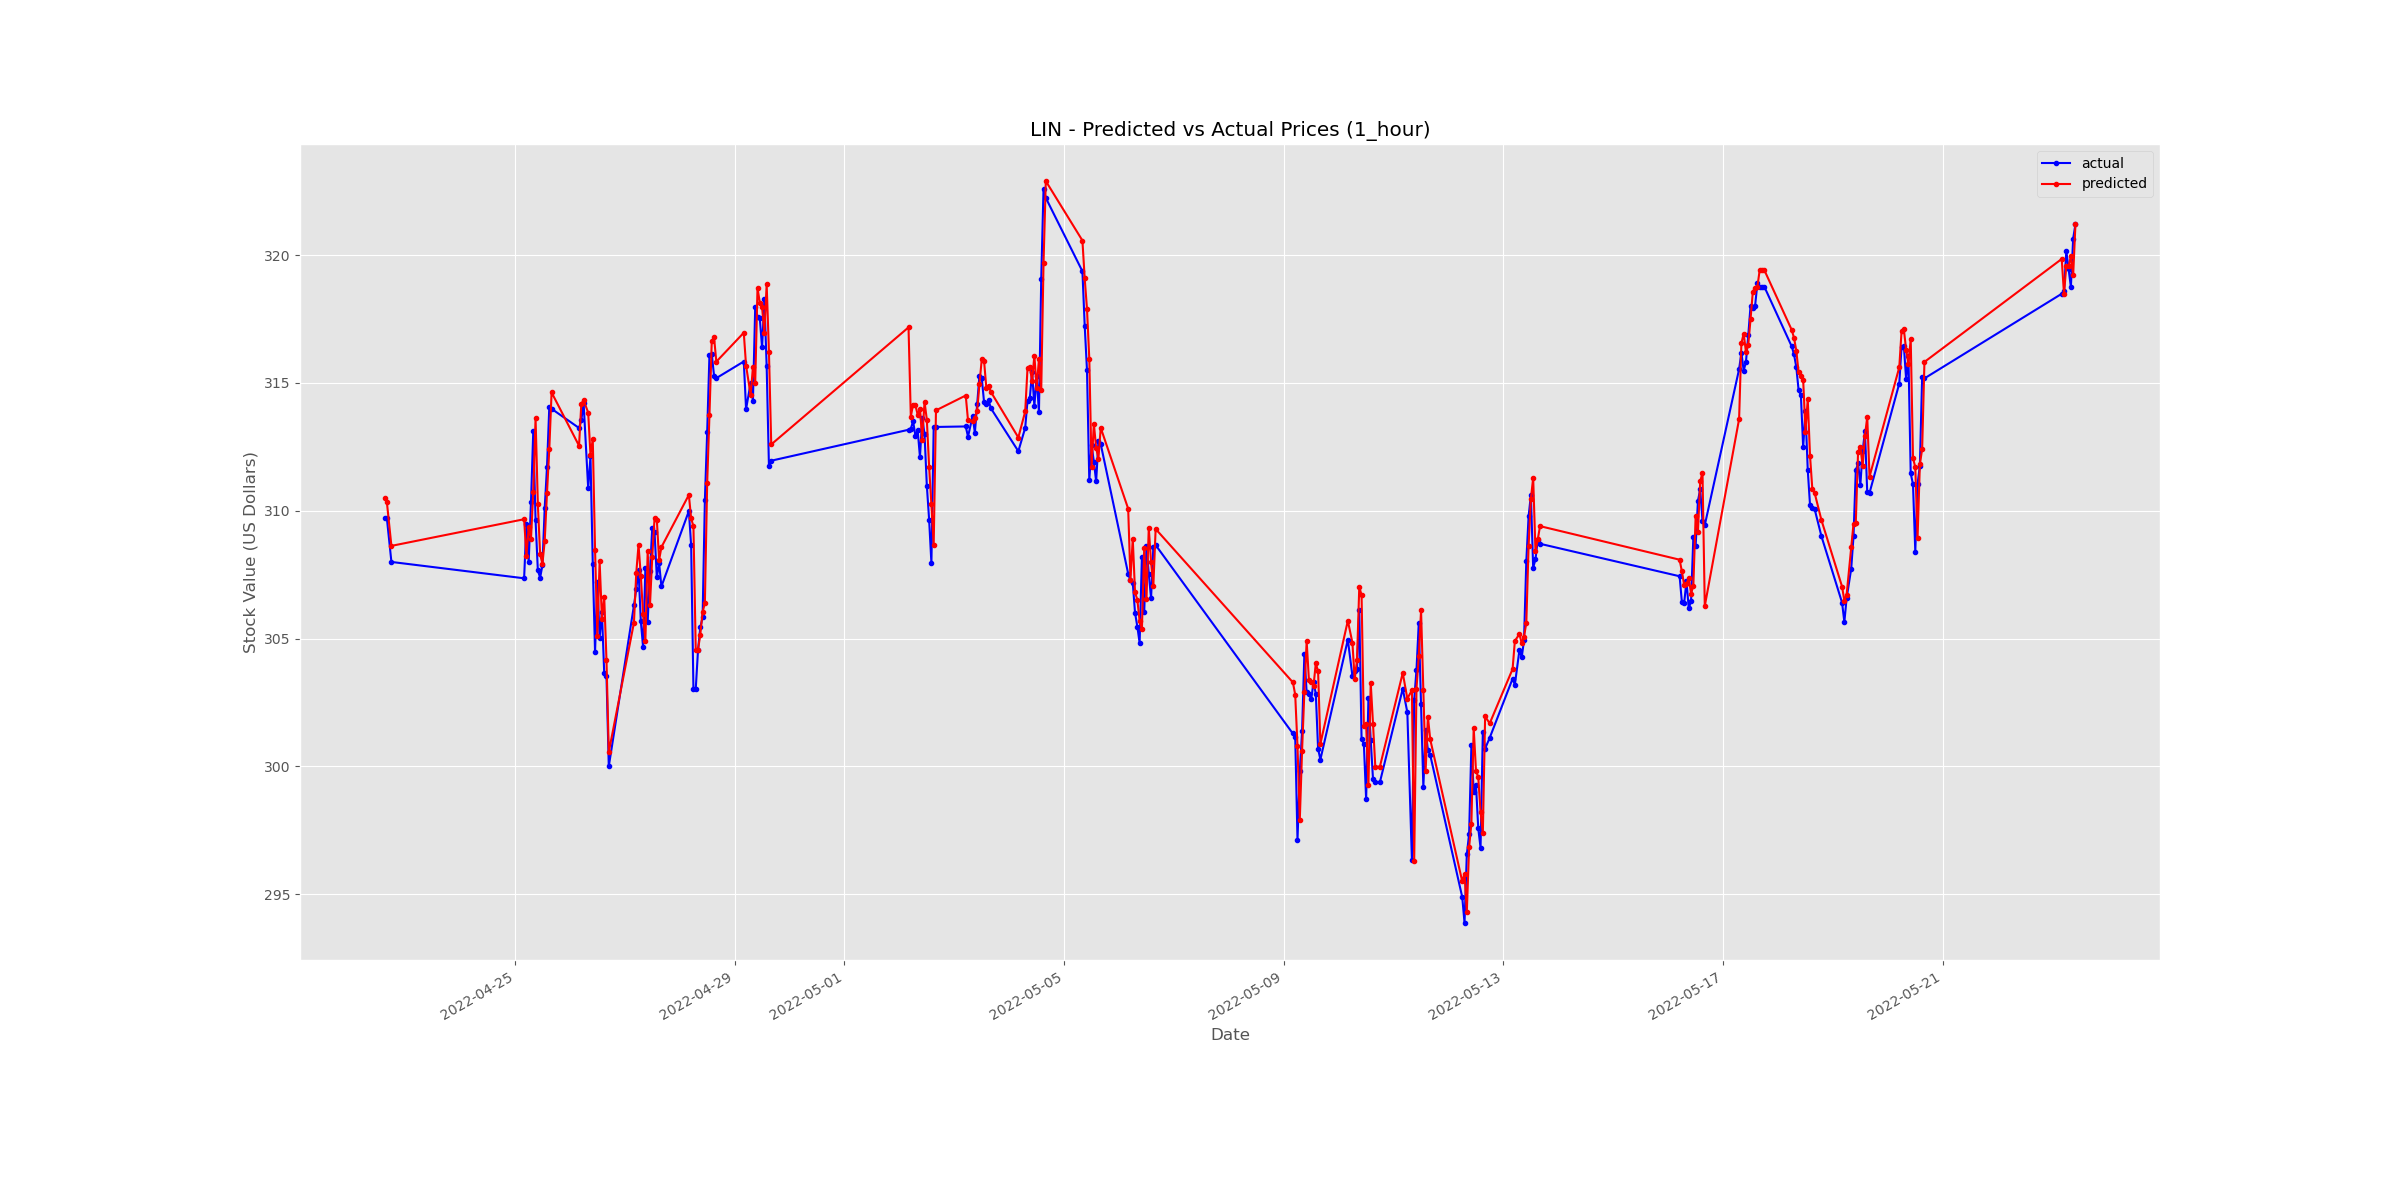 LIN - Predicted vs Actual Prices (1_hour)
actual
predicted
Stock Value (US Dollars)
320
315
310
305
300
295
2022-04-25
2022-04-29
2022-05-01
2022-05-05
2022-05-09
2022-05-13
2022-05-17
2022-05-21
Date